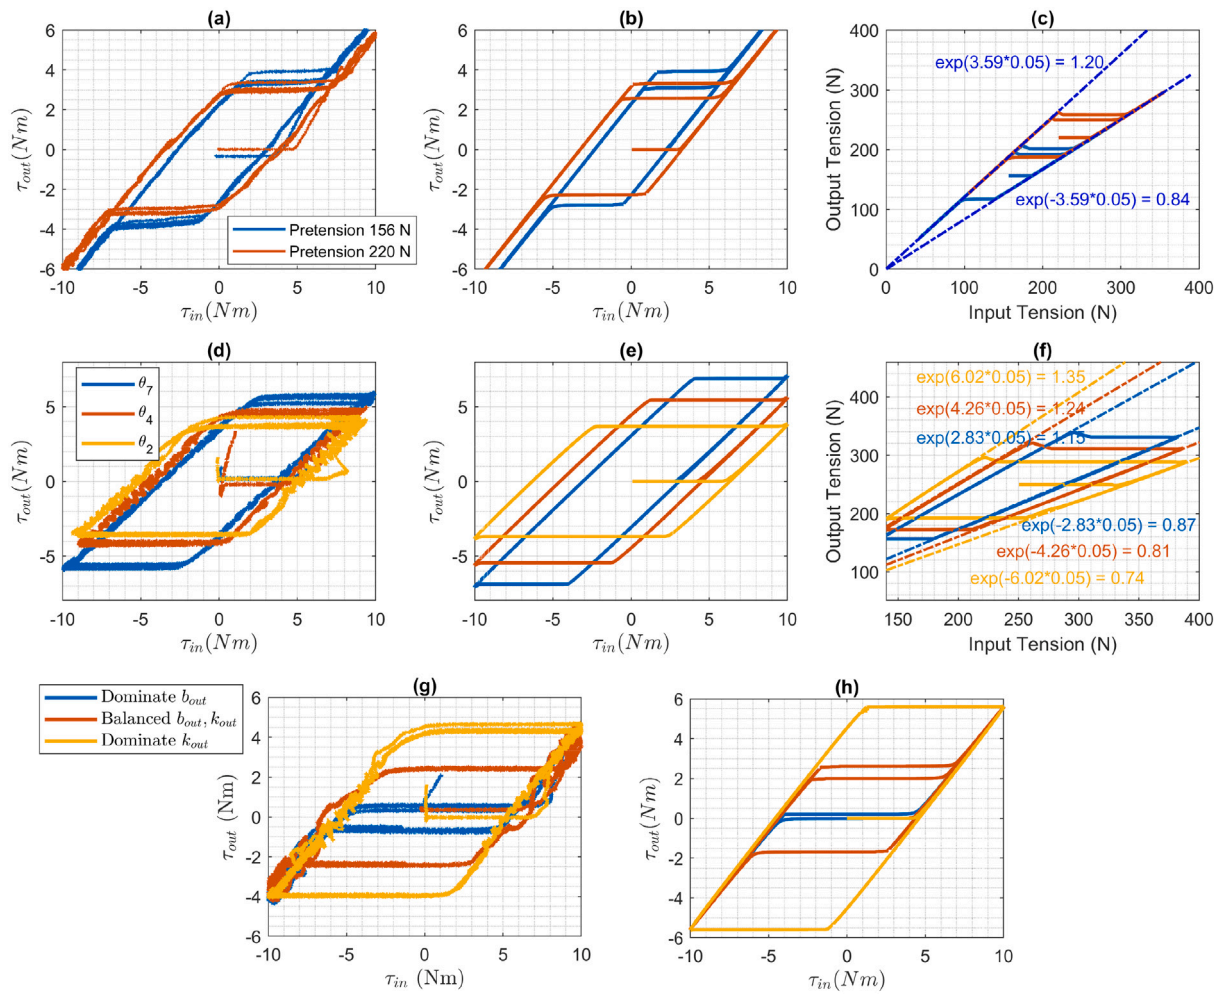 (a)
6
4
2
0
-2
-4
-6
-10 -5 0 5 10
τout(Nm)
τin(Nm)
Pretension 156 N
Pretension 220 N
(b)
6
4
2
0
-2
-4
-6
-10 -5 0 5 10
τout(Nm)
τin(Nm)
(c)
400
300
200
100
0
0 100 200 300 400
Output Tension (N)
Input Tension (N)
exp(3.59*0.05) = 1.20
exp(-3.59*0.05) = 0.84
(d)
θ7
θ4
θ2
5
0
-5
-10 -5 0 5 10
τout(Nm)
τin(Nm)
(e)
5
0
-5
-10 -5 0 5 10
τout(Nm)
τin(Nm)
(f)
400
300
200
100
150 200 250 300 350 400
Output Tension (N)
Input Tension (N)
exp(6.02*0.05) = 1.35
exp(4.26*0.05) = 1.24
exp(2.83*0.05) = 1.15
exp(-2.83*0.05) = 0.87
exp(-4.26*0.05) = 0.81
exp(-6.02*0.05) = 0.74
Dominate bout
Balanced bout, kout
Dominate kout
(g)
6
4
2
0
-2
-4
-6
-10 -5 0 5 10
τout (Nm)
τin (Nm)
(h)
6
4
2
0
-2
-4
-6
-10 -5 0 5 10
τout(Nm)
τin(Nm)